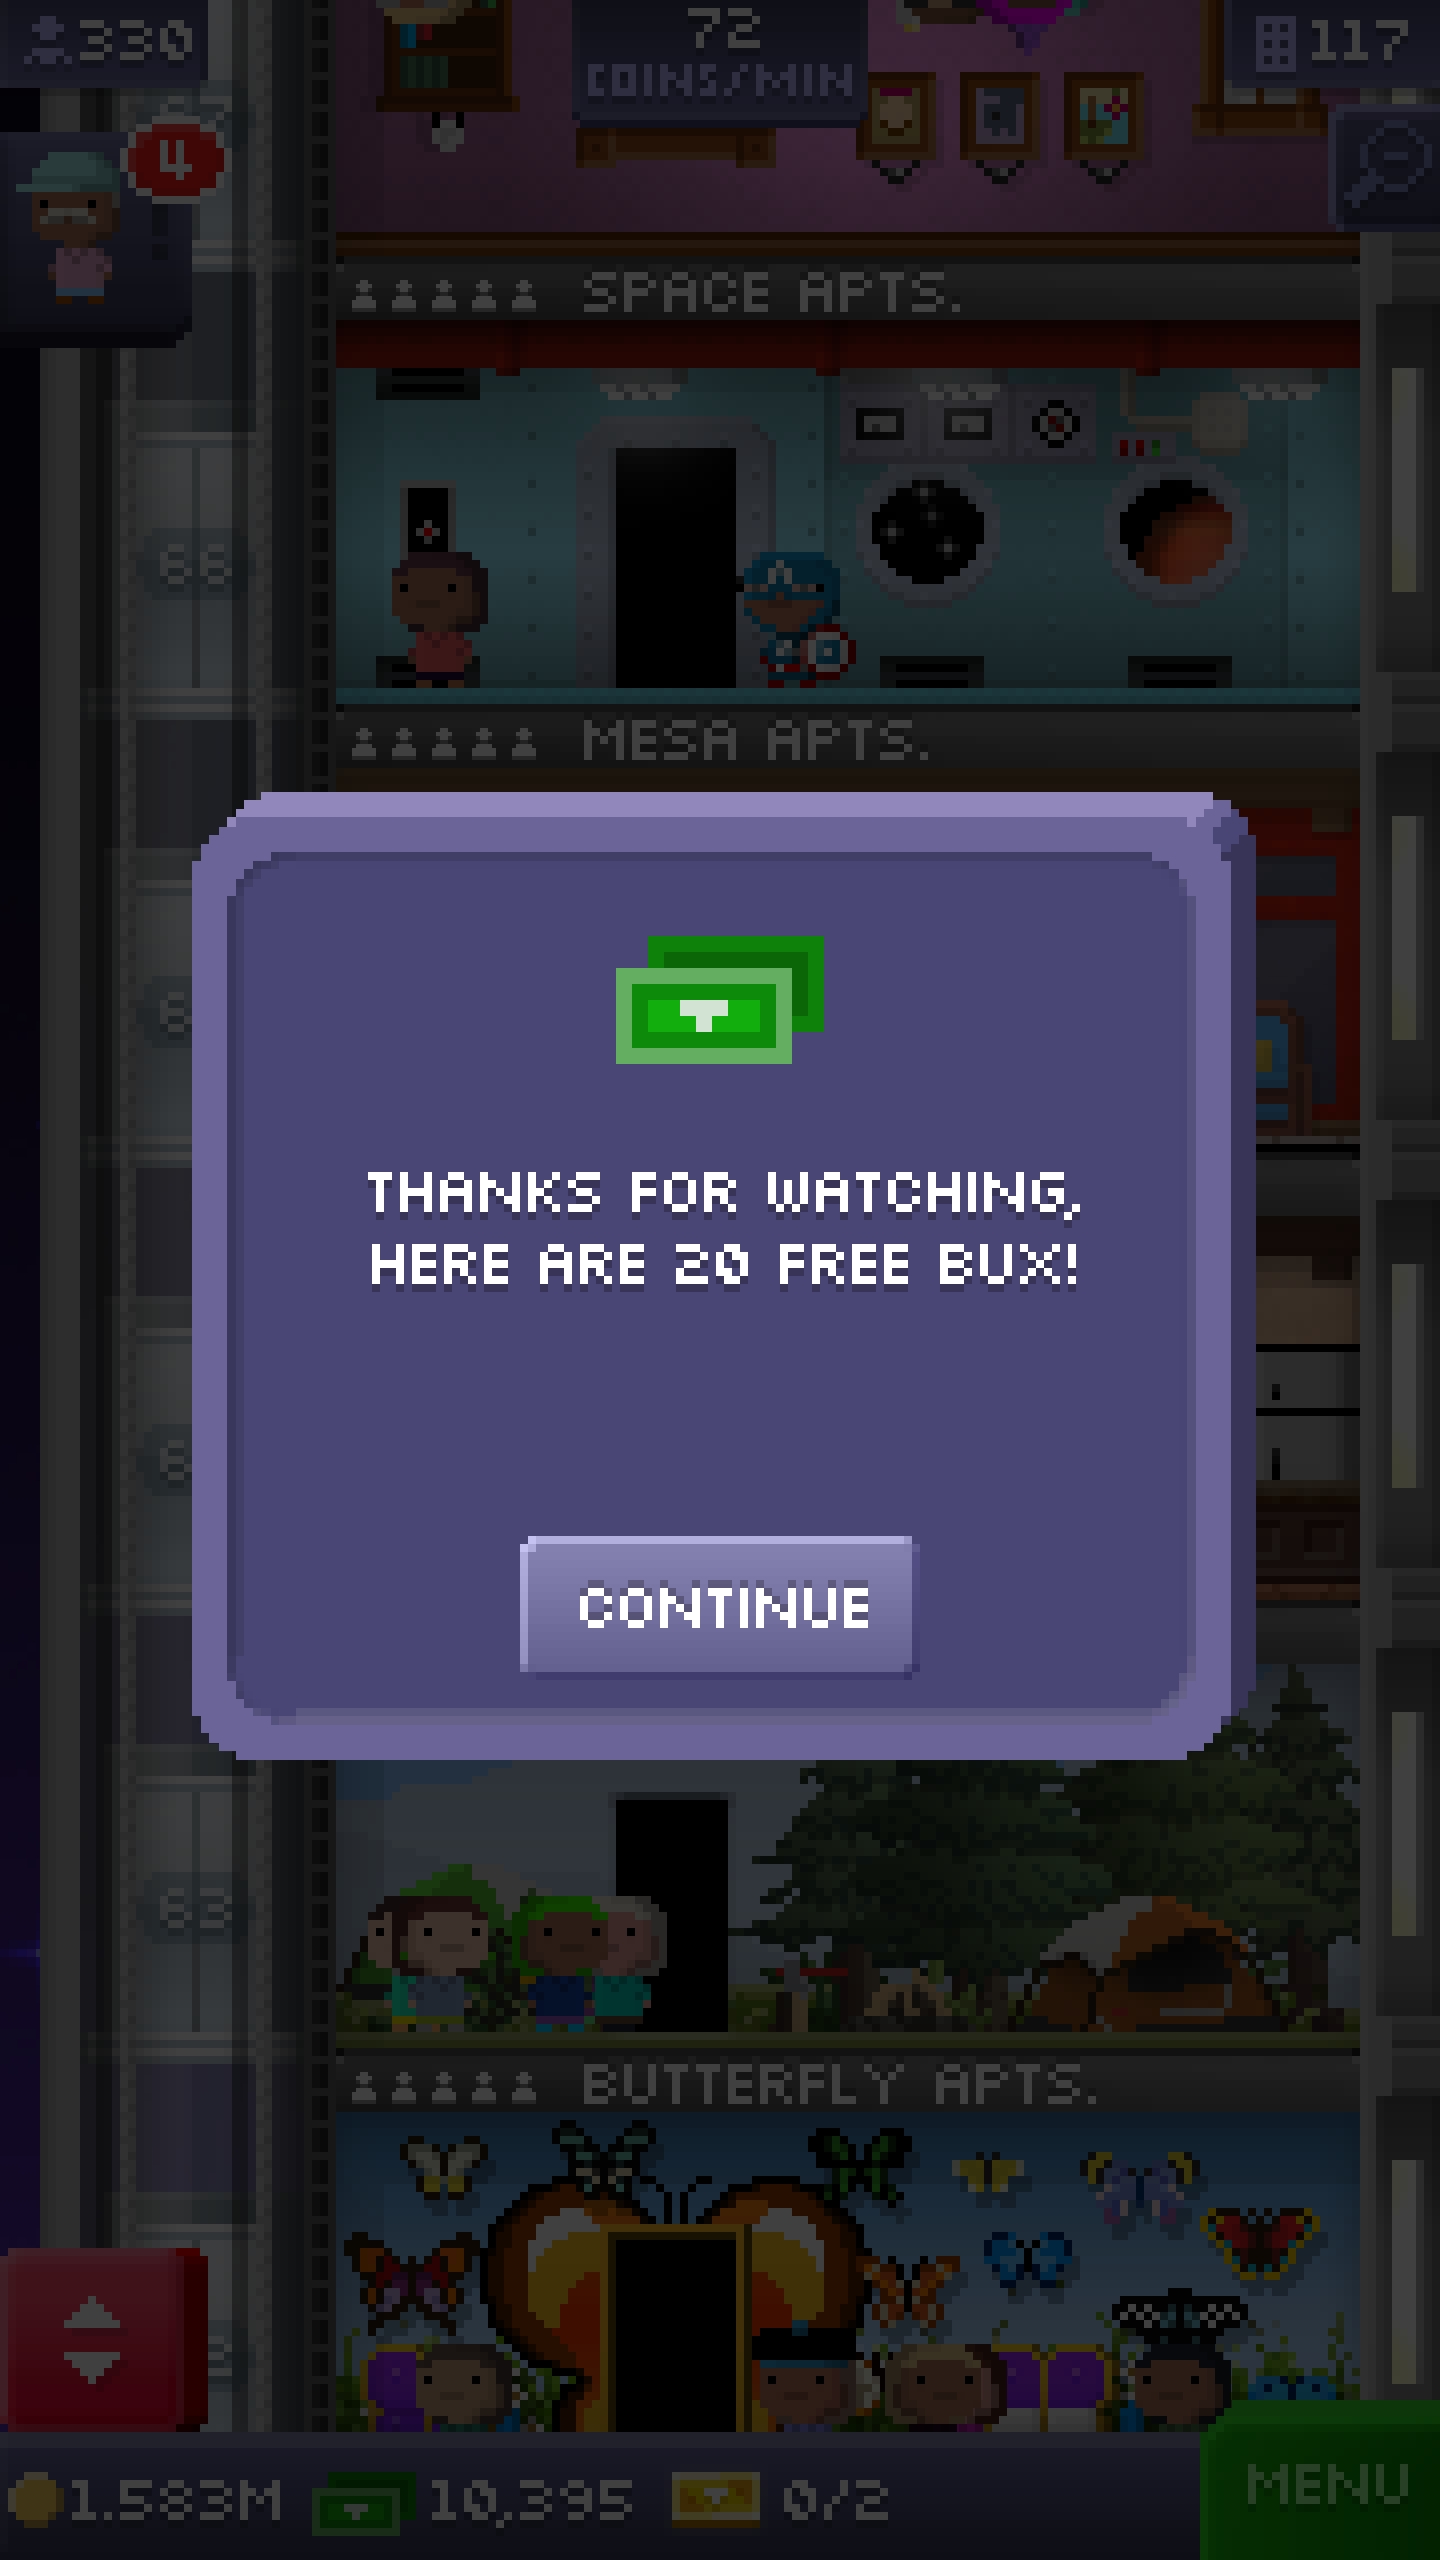 330
72
COINS/MIN
117
4
SPACE APTS.
66
MESA APTS.
THANKS FOR WATCHING,
HERE ARE 20 FREE BUX!
CONTINUE
63
BUTTERFLY APTS.
1.583M
10,395
0/2
MENU